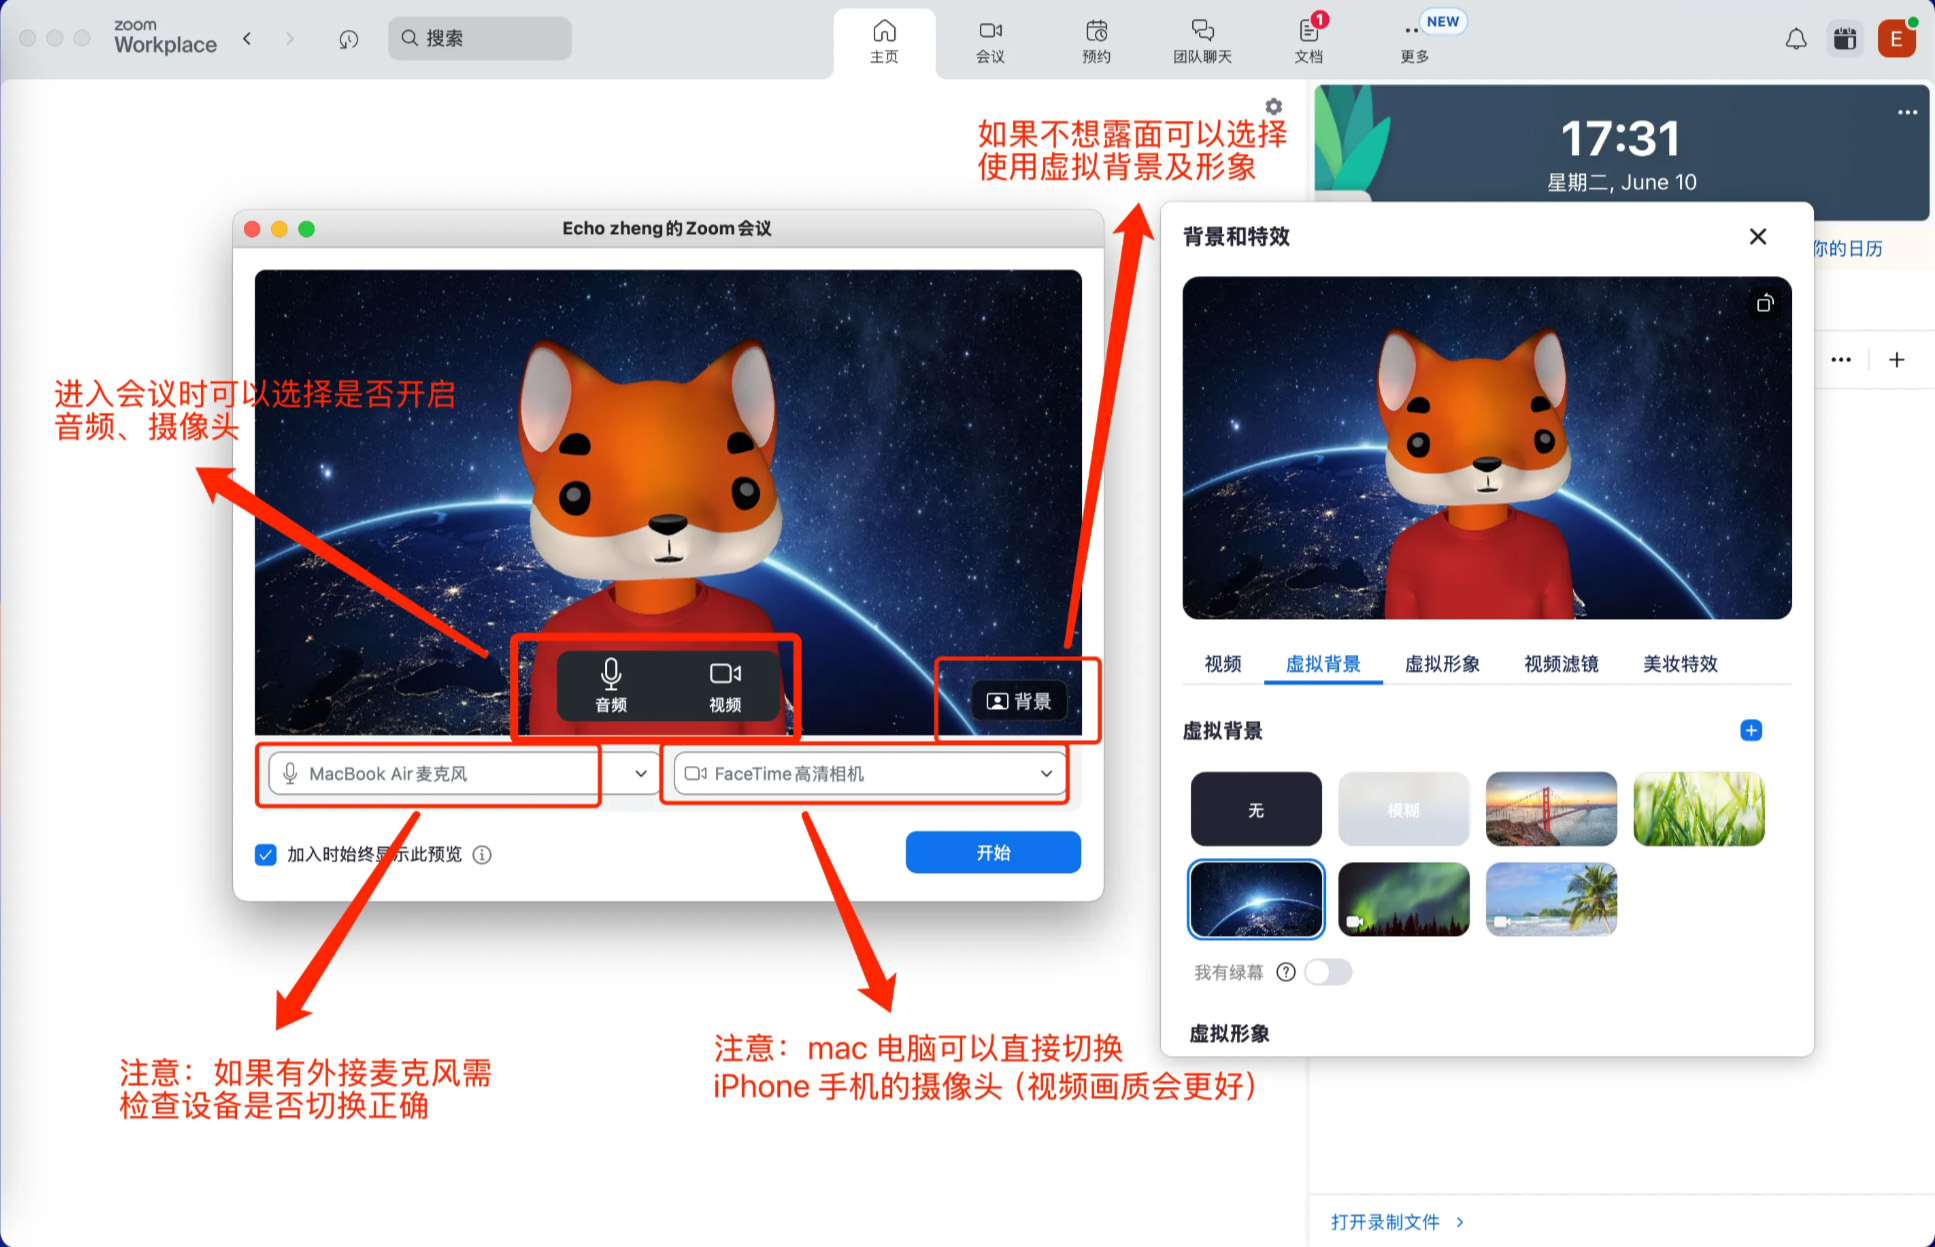 zoom
Workplace
搜索
主页
会议
预约
团队聊天
1
文档
NEW
更多
E
如果不想露面可以选择
使用虚拟背景及形象
17:31
星期二, June 10
你的日历
Echo zheng的Zoom会议
进入会议时可以选择是否开启
音频、摄像头
音频
视频
背景
MacBook Air麦克风
FaceTime高清相机
加入时始终显示此预览
开始
注意：如果有外接麦克风需
检查设备是否切换正确
注意：mac 电脑可以直接切换
iPhone 手机的摄像头（视频画质会更好）
背景和特效
视频
虚拟背景
虚拟形象
视频滤镜
美妆特效
虚拟背景
无
模糊
我有绿幕
虚拟形象
打开录制文件